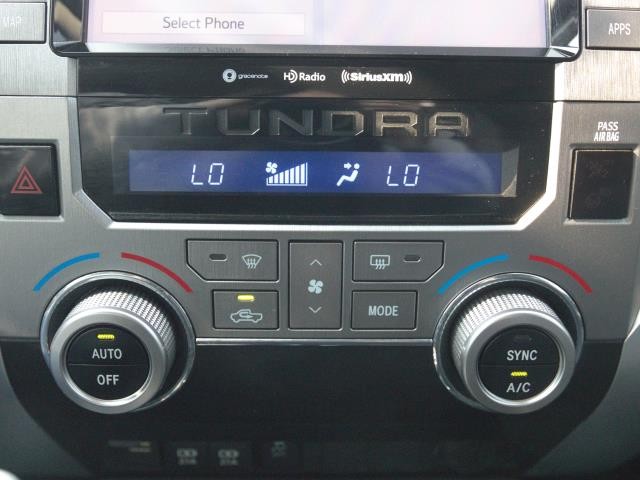 MAP
Select Phone
APPS
gracenote HD Radio ((SiriusXM))
TUNDRA
PASS
AIR BAG
LO LO
MODE
AUTO
OFF
SYNC
A/C